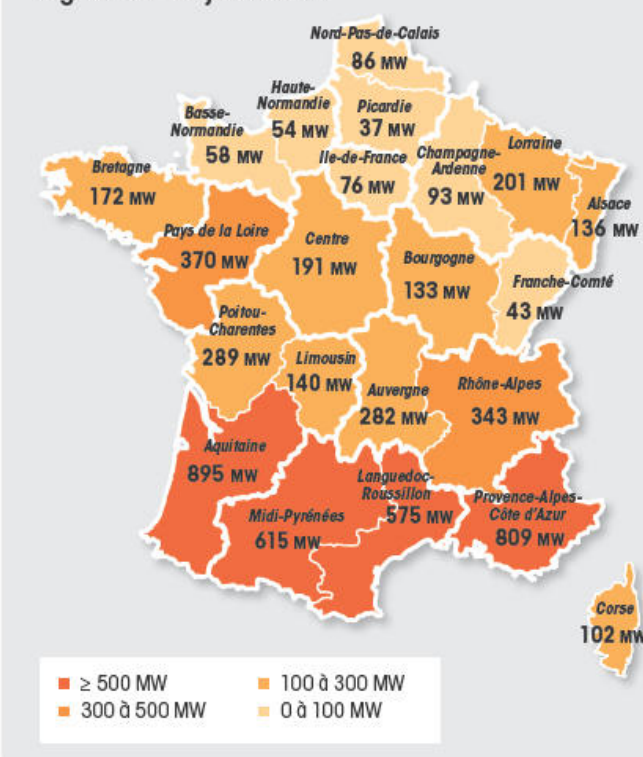 Nord-Pas-de-Calais
86 MW
Haute-
Normandie
54 MW
Picardie
37 MW
Basse-
Normandie
58 MW
Ile-de-France
76 MW
Champagne-
Ardenne
93 MW
Lorraine
201 MW
Alsace
136 MW
Bretagne
172 MW
Pays de la Loire
370 MW
Centre
191 MW
Bourgogne
133 MW
Franche-Comté
43 MW
Poitou-
Charentes
289 MW
Limousin
140 MW
Auvergne
282 MW
Rhône-Alpes
343 MW
Aquitaine
895 MW
Midi-Pyrénées
615 MW
Languedoc-
Roussillon
575 MW
Provence-Alpes-
Côte d'Azur
809 MW
Corse
102 MW
≥ 500 MW
300 à 500 MW
100 à 300 MW
0 à 100 MW